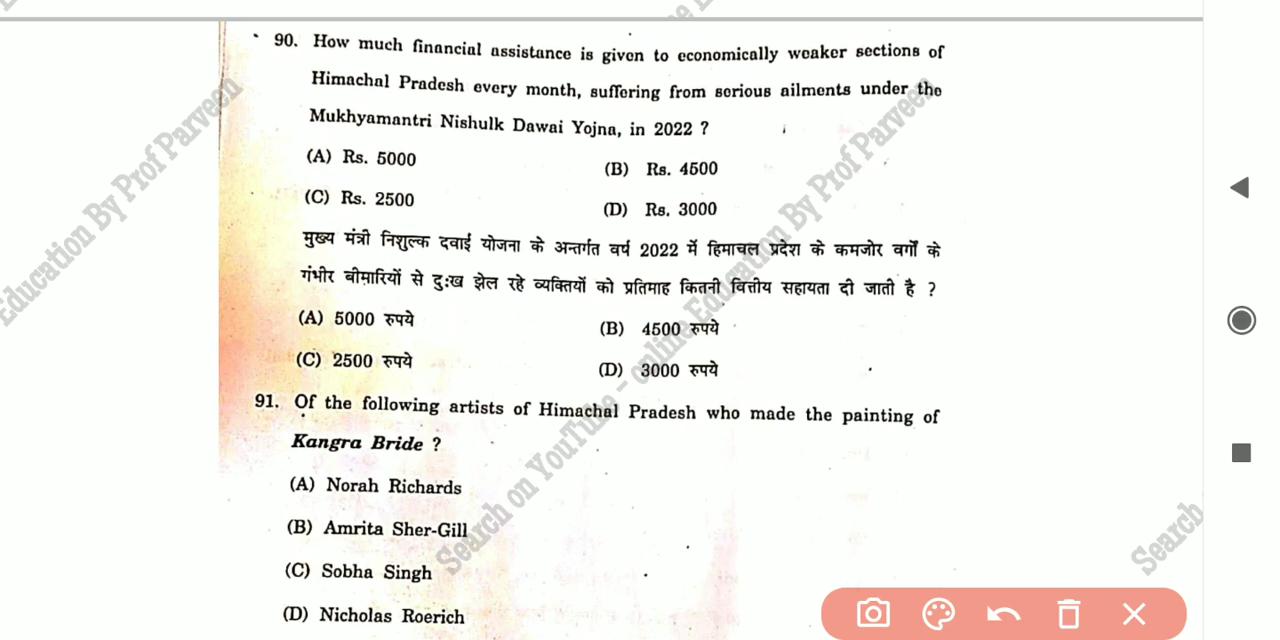 90. How much financial assistance is given to economically weaker sections of
Himachal Pradesh every month, suffering from serious ailments under the
Mukhyamantri Nishulk Dawai Yojna, in 2022 ?
(A) Rs. 5000
(B) Rs. 4500
(C) Rs. 2500
(D) Rs. 3000
मुख्य मंत्री निशुल्क दवाई योजना के अन्तर्गत वर्ष 2022 में हिमाचल प्रदेश के कमजोर वर्गों के
गंभीर बीमारियों से दुःख झेल रहे व्यक्तियों को प्रतिमाह कितनी वित्तीय सहायता दी जाती है ?
(A) 5000 रुपये
(B) 4500 रुपये
(C) 2500 रुपये
(D) 3000 रुपये
91. Of the following artists of Himachal Pradesh who made the painting of
Kangra Bride ?
(A) Norah Richards
(B) Amrita Sher-Gill
(C) Sobha Singh
(D) Nicholas Roerich
Education By Prof Parveen
Search on YouTube - online Education By Prof Parveen
Search